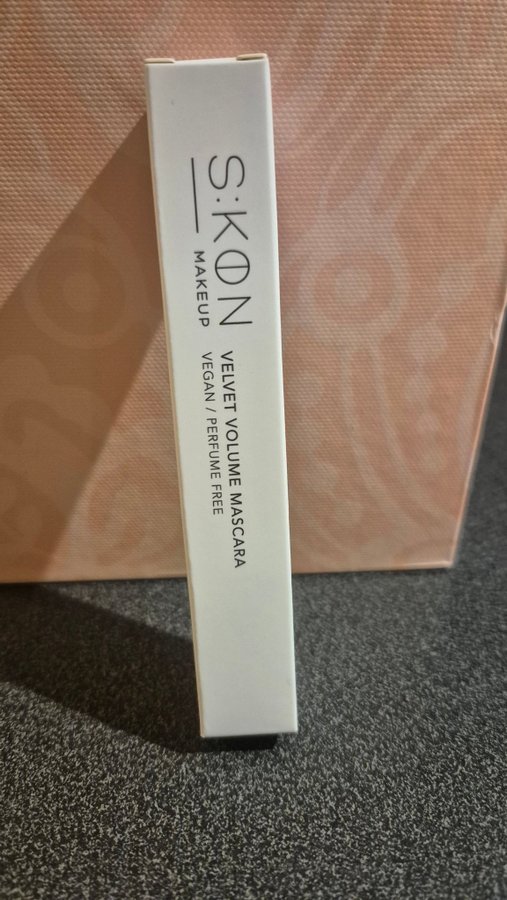 S:KON
MAKEUP
VELVET VOLUME MASCARA
VEGAN / PERFUME FREE